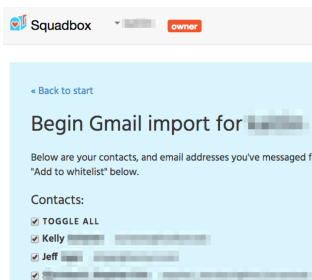 Squadbox
owner
« Back to start
Begin Gmail import for
Below are your contacts, and email addresses you've messaged f
"Add to whitelist" below.
Contacts:
TOGGLE ALL
Kelly
Jeff